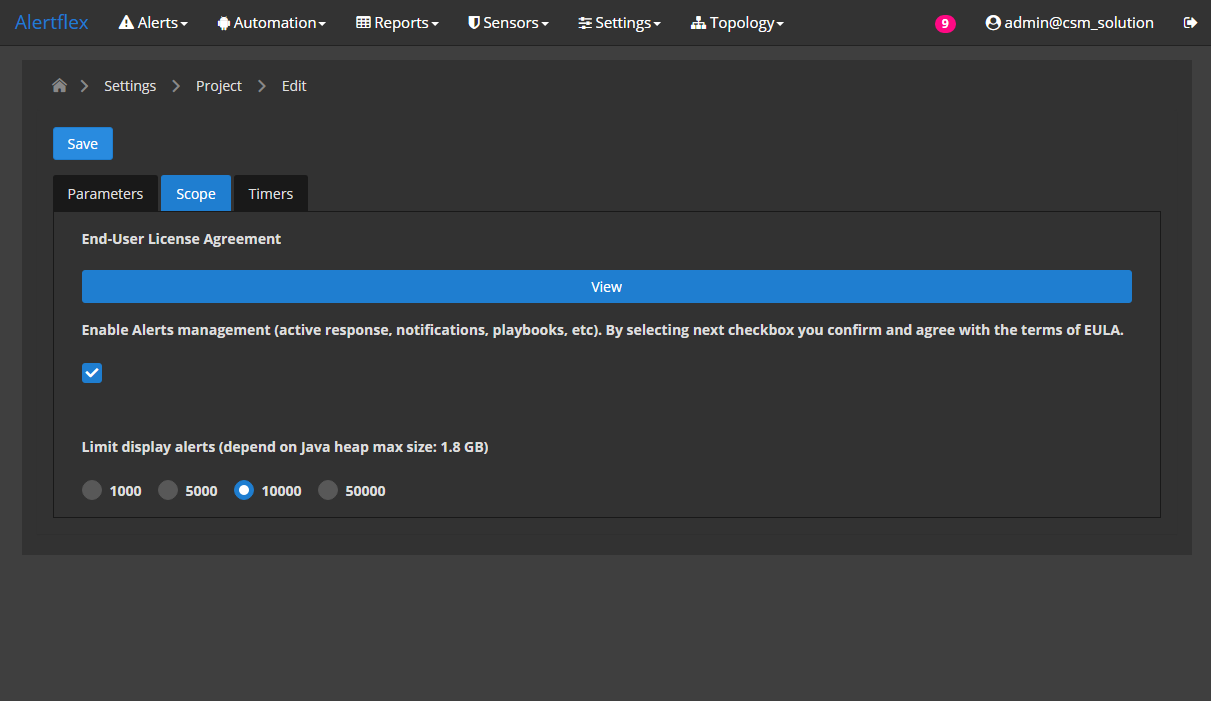 Alertflex Alerts Automation Reports Sensors Settings Topology 9 admin@csm_solution
Settings Project Edit
Save
Parameters Scope Timers
End-User License Agreement
View
Enable Alerts management (active response, notifications, playbooks, etc). By selecting next checkbox you confirm and agree with the terms of EULA.
Limit display alerts (depend on Java heap max size: 1.8 GB)
1000 5000 10000 50000